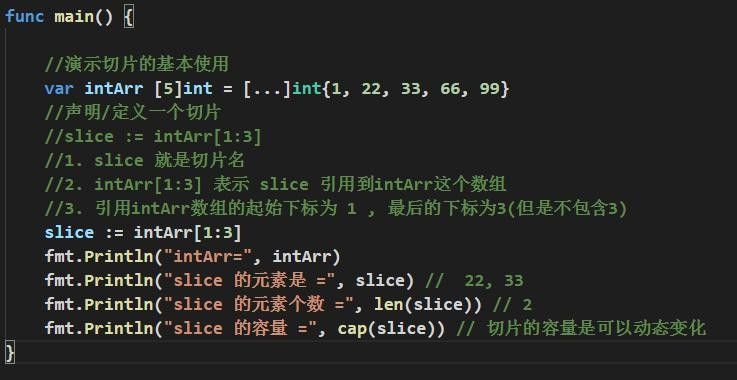 func main() {
//演示切片的基本使用
var intArr [5]int = [...]int{1, 22, 33, 66, 99}
//声明/定义一个切片
//slice := intArr[1:3]
//1. slice 就是切片名
//2. intArr[1:3] 表示 slice 引用到intArr这个数组
//3. 引用intArr数组的起始下标为 1 , 最后的下标为3(但是不包含3)
slice := intArr[1:3]
fmt.Println("intArr=", intArr)
fmt.Println("slice 的元素是 =", slice) //  22, 33
fmt.Println("slice 的元素个数 =", len(slice)) // 2
fmt.Println("slice 的容量 =", cap(slice)) // 切片的容量是可以动态变化
}